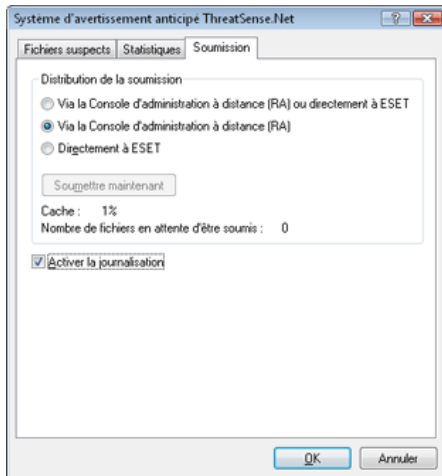 Système d'avertissement anticipé ThreatSense.Net
Fichiers suspects Statistiques Soumission
Distribution de la soumission
Via la Console d'administration à distance (RA) ou directement à ESET
Via la Console d'administration à distance (RA)
Directement à ESET
Soumettre maintenant
Cache : 1%
Nombre de fichiers en attente d'être soumis : 0
Activer la journalisation
OK Annuler